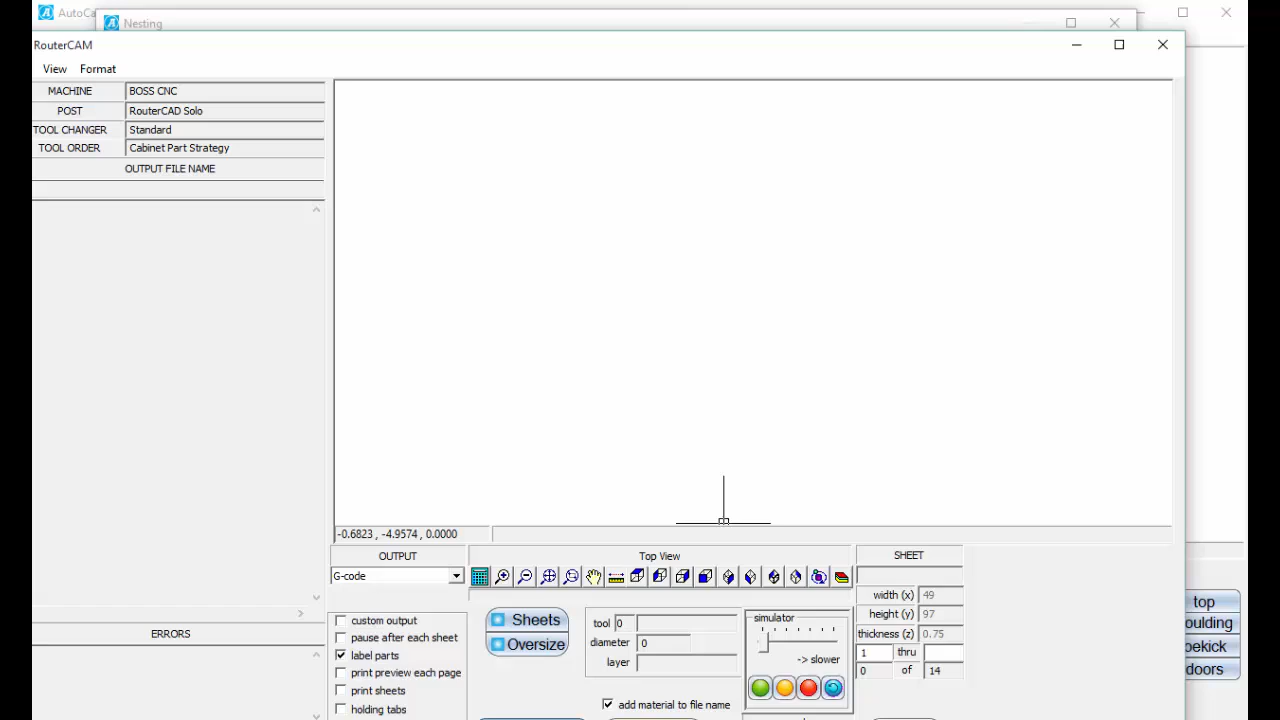 AutoCa
Nesting
RouterCAM
View Format
MACHINE BOSS CNC
POST RouterCAD Solo
TOOL CHANGER Standard
TOOL ORDER Cabinet Part Strategy
OUTPUT FILE NAME
-0.6823 , -4.9574 , 0.0000
OUTPUT Top View SHEET
G-code
width (x) 49
height (y) 97
thickness (z) 0.75
1 thru
0 of 14
ERRORS
custom output
pause after each sheet
label parts
print preview each page
print sheets
holding tabs
Sheets
Oversize
tool 0
diameter 0
layer
add material to file name
simulator
-> slower
top
oulding
oekick
doors